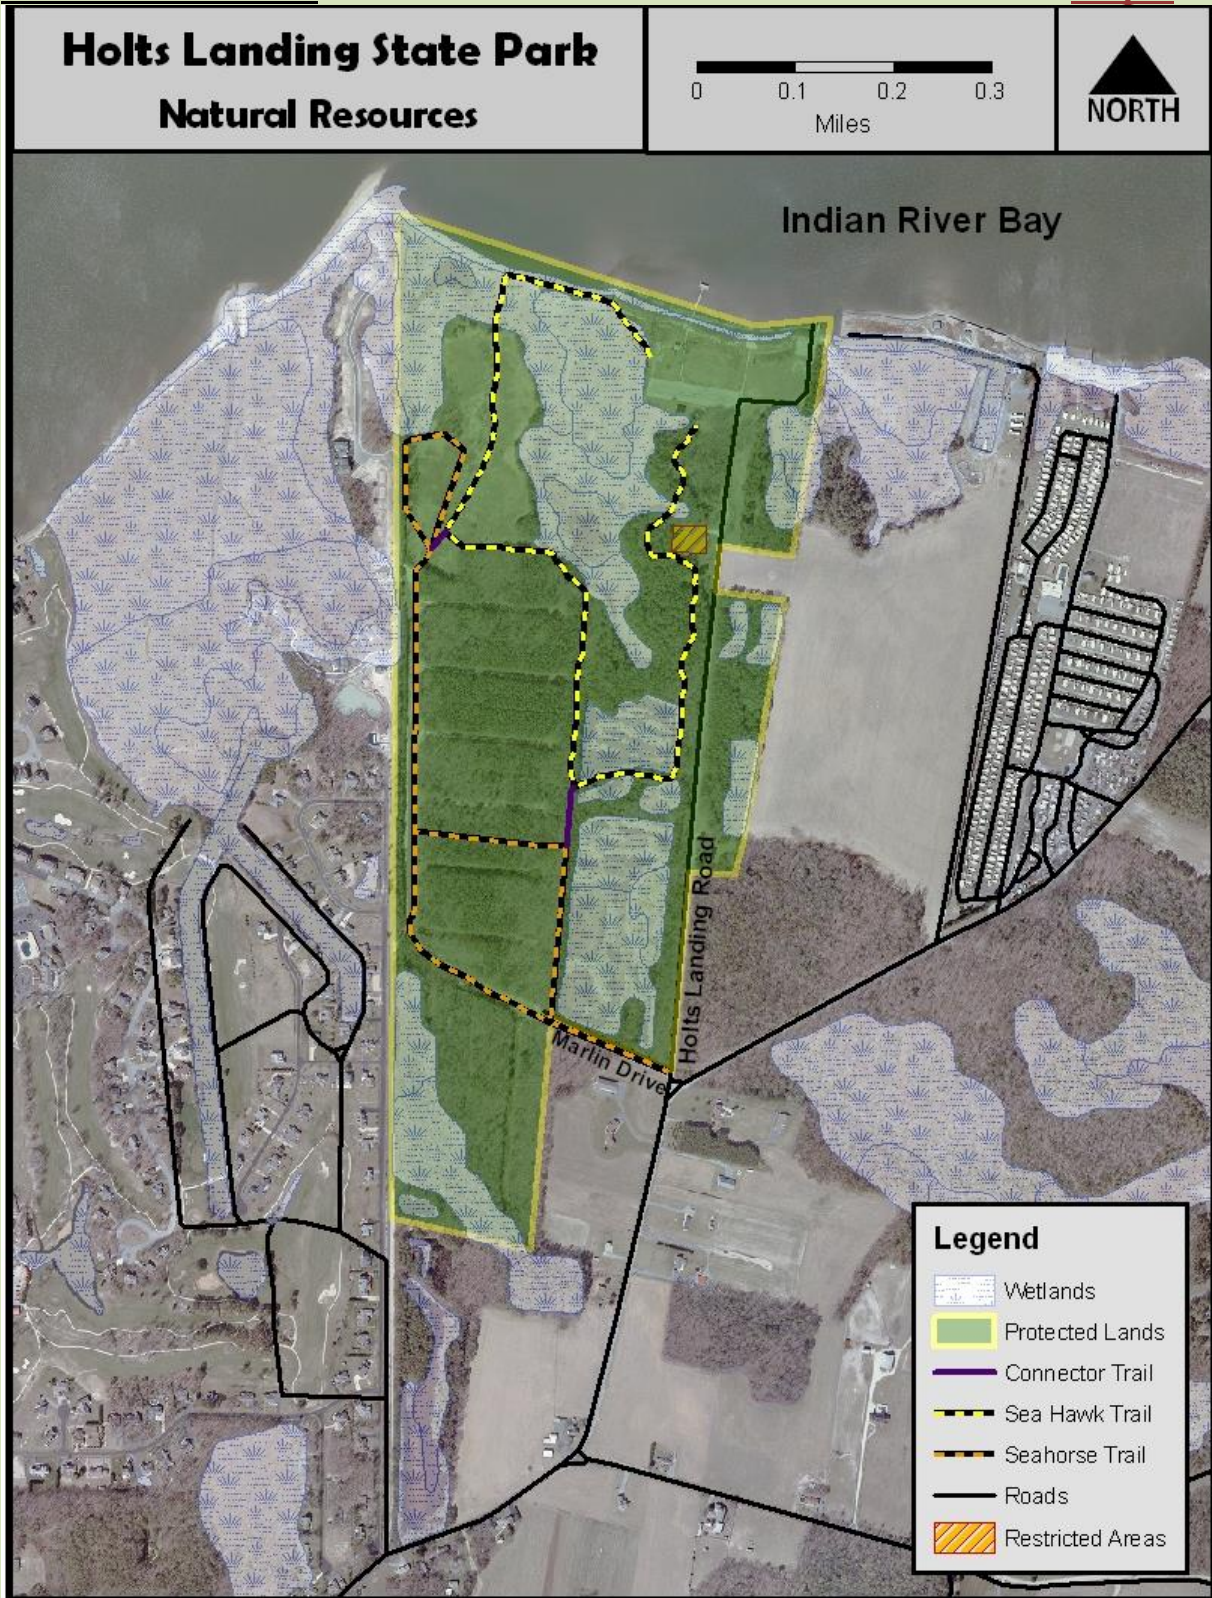 Holts Landing State Park
Natural Resources
0 0.1 0.2 0.3
Miles
NORTH
Indian River Bay
Holts Landing Road
Marlin Drive
Legend
Wetlands
Protected Lands
Connector Trail
Sea Hawk Trail
Seahorse Trail
Roads
Restricted Areas